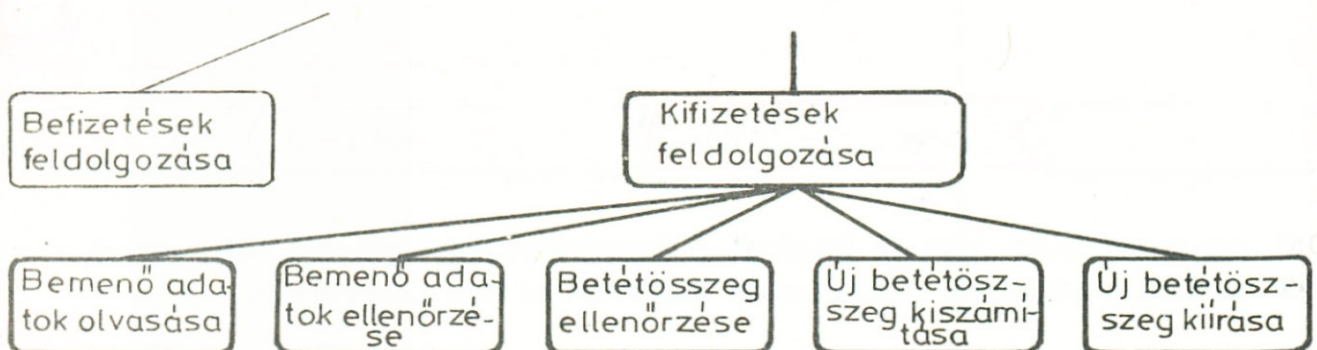 Befizetések
feldolgozása
Kifizetések
feldolgozása
Bemenő ada-
tok olvasása
Bemenő ada-
tok ellenőrzé-
se
Betétösszeg
ellenőrzése
Új betétösz-
szeg kiszámí-
tása
Új betétösz-
szeg kiírása